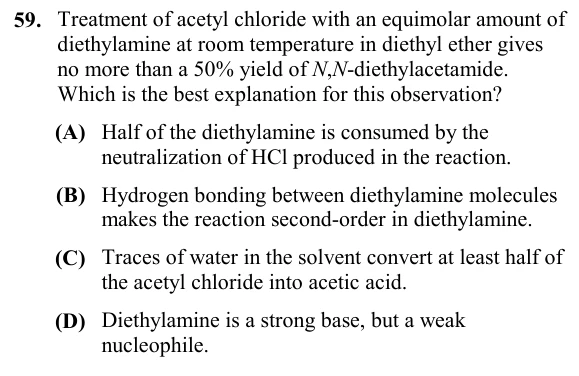 59. Treatment of acetyl chloride with an equimolar amount of
diethylamine at room temperature in diethyl ether gives
no more than a 50% yield of N,N-diethylacetamide.
Which is the best explanation for this observation?
(A) Half of the diethylamine is consumed by the
neutralization of HCl produced in the reaction.
(B) Hydrogen bonding between diethylamine molecules
makes the reaction second-order in diethylamine.
(C) Traces of water in the solvent convert at least half of
the acetyl chloride into acetic acid.
(D) Diethylamine is a strong base, but a weak
nucleophile.